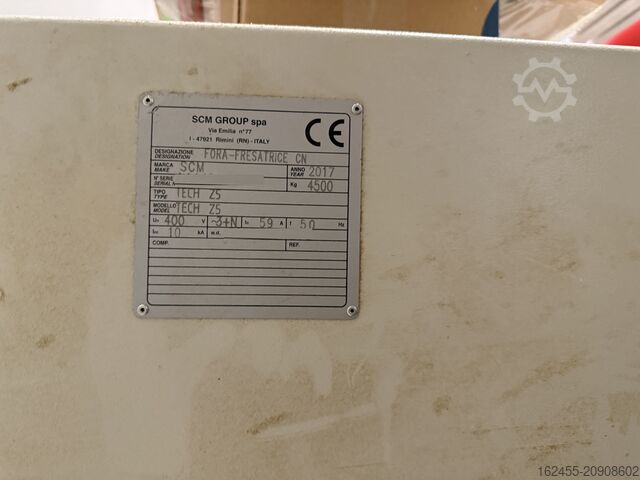 SCM GROUP spa
Via Emilia n°77
I - 47921 Rimini (RN) - ITALY
CE
DESIGNAZIONE
DESIGNATION
FORA-FRESATRICE CN
MARCA
MAKE
SCM
ANNO
YEAR
2017
N° SERIE
SERIAL N
Kg 4500
TIPO
TYPE
TECH Z5
MODELLO
MODEL
TECH Z5
Un 400 V ~3+N In 59 A f 50 Hz
Icc 10 kA w.d.
COMP. REF.
162455-20908602